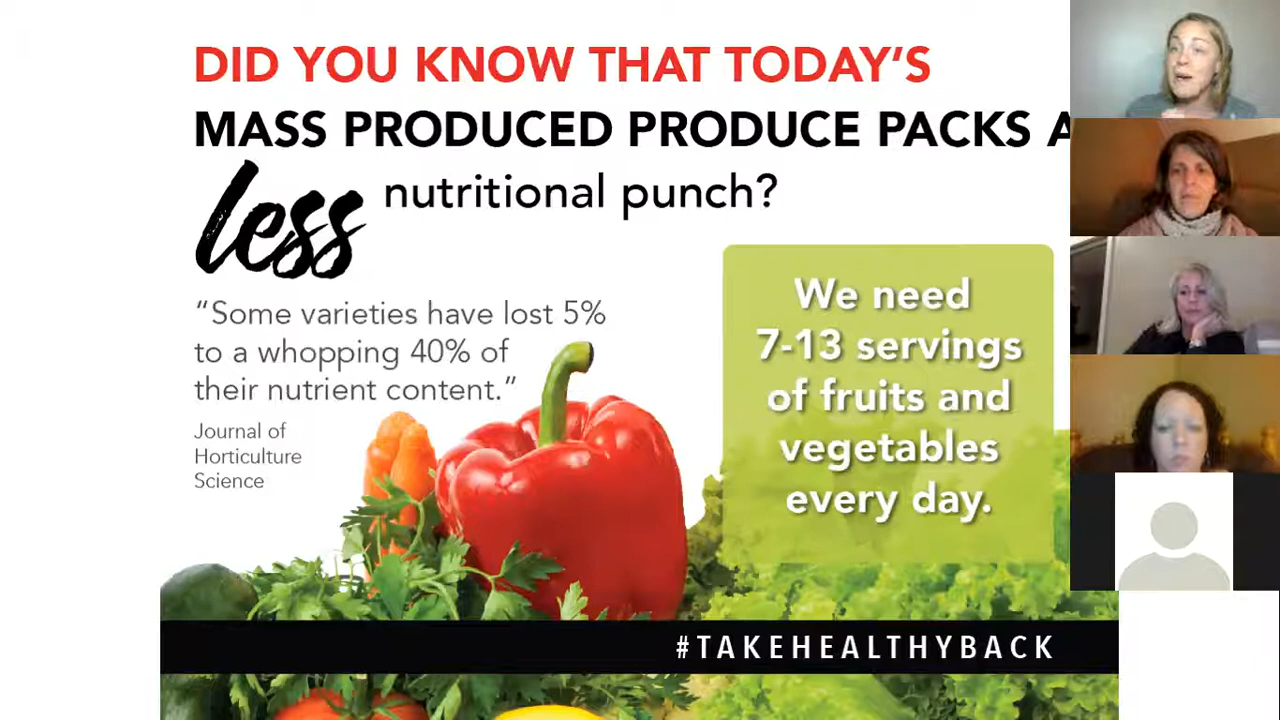 DID YOU KNOW THAT TODAY'S
MASS PRODUCED PRODUCE PACKS A
less nutritional punch?
“Some varieties have lost 5%
to a whopping 40% of
their nutrient content.”
Journal of
Horticulture
Science
We need
7-13 servings
of fruits and
vegetables
every day.
#TAKEHEALTHYBACK